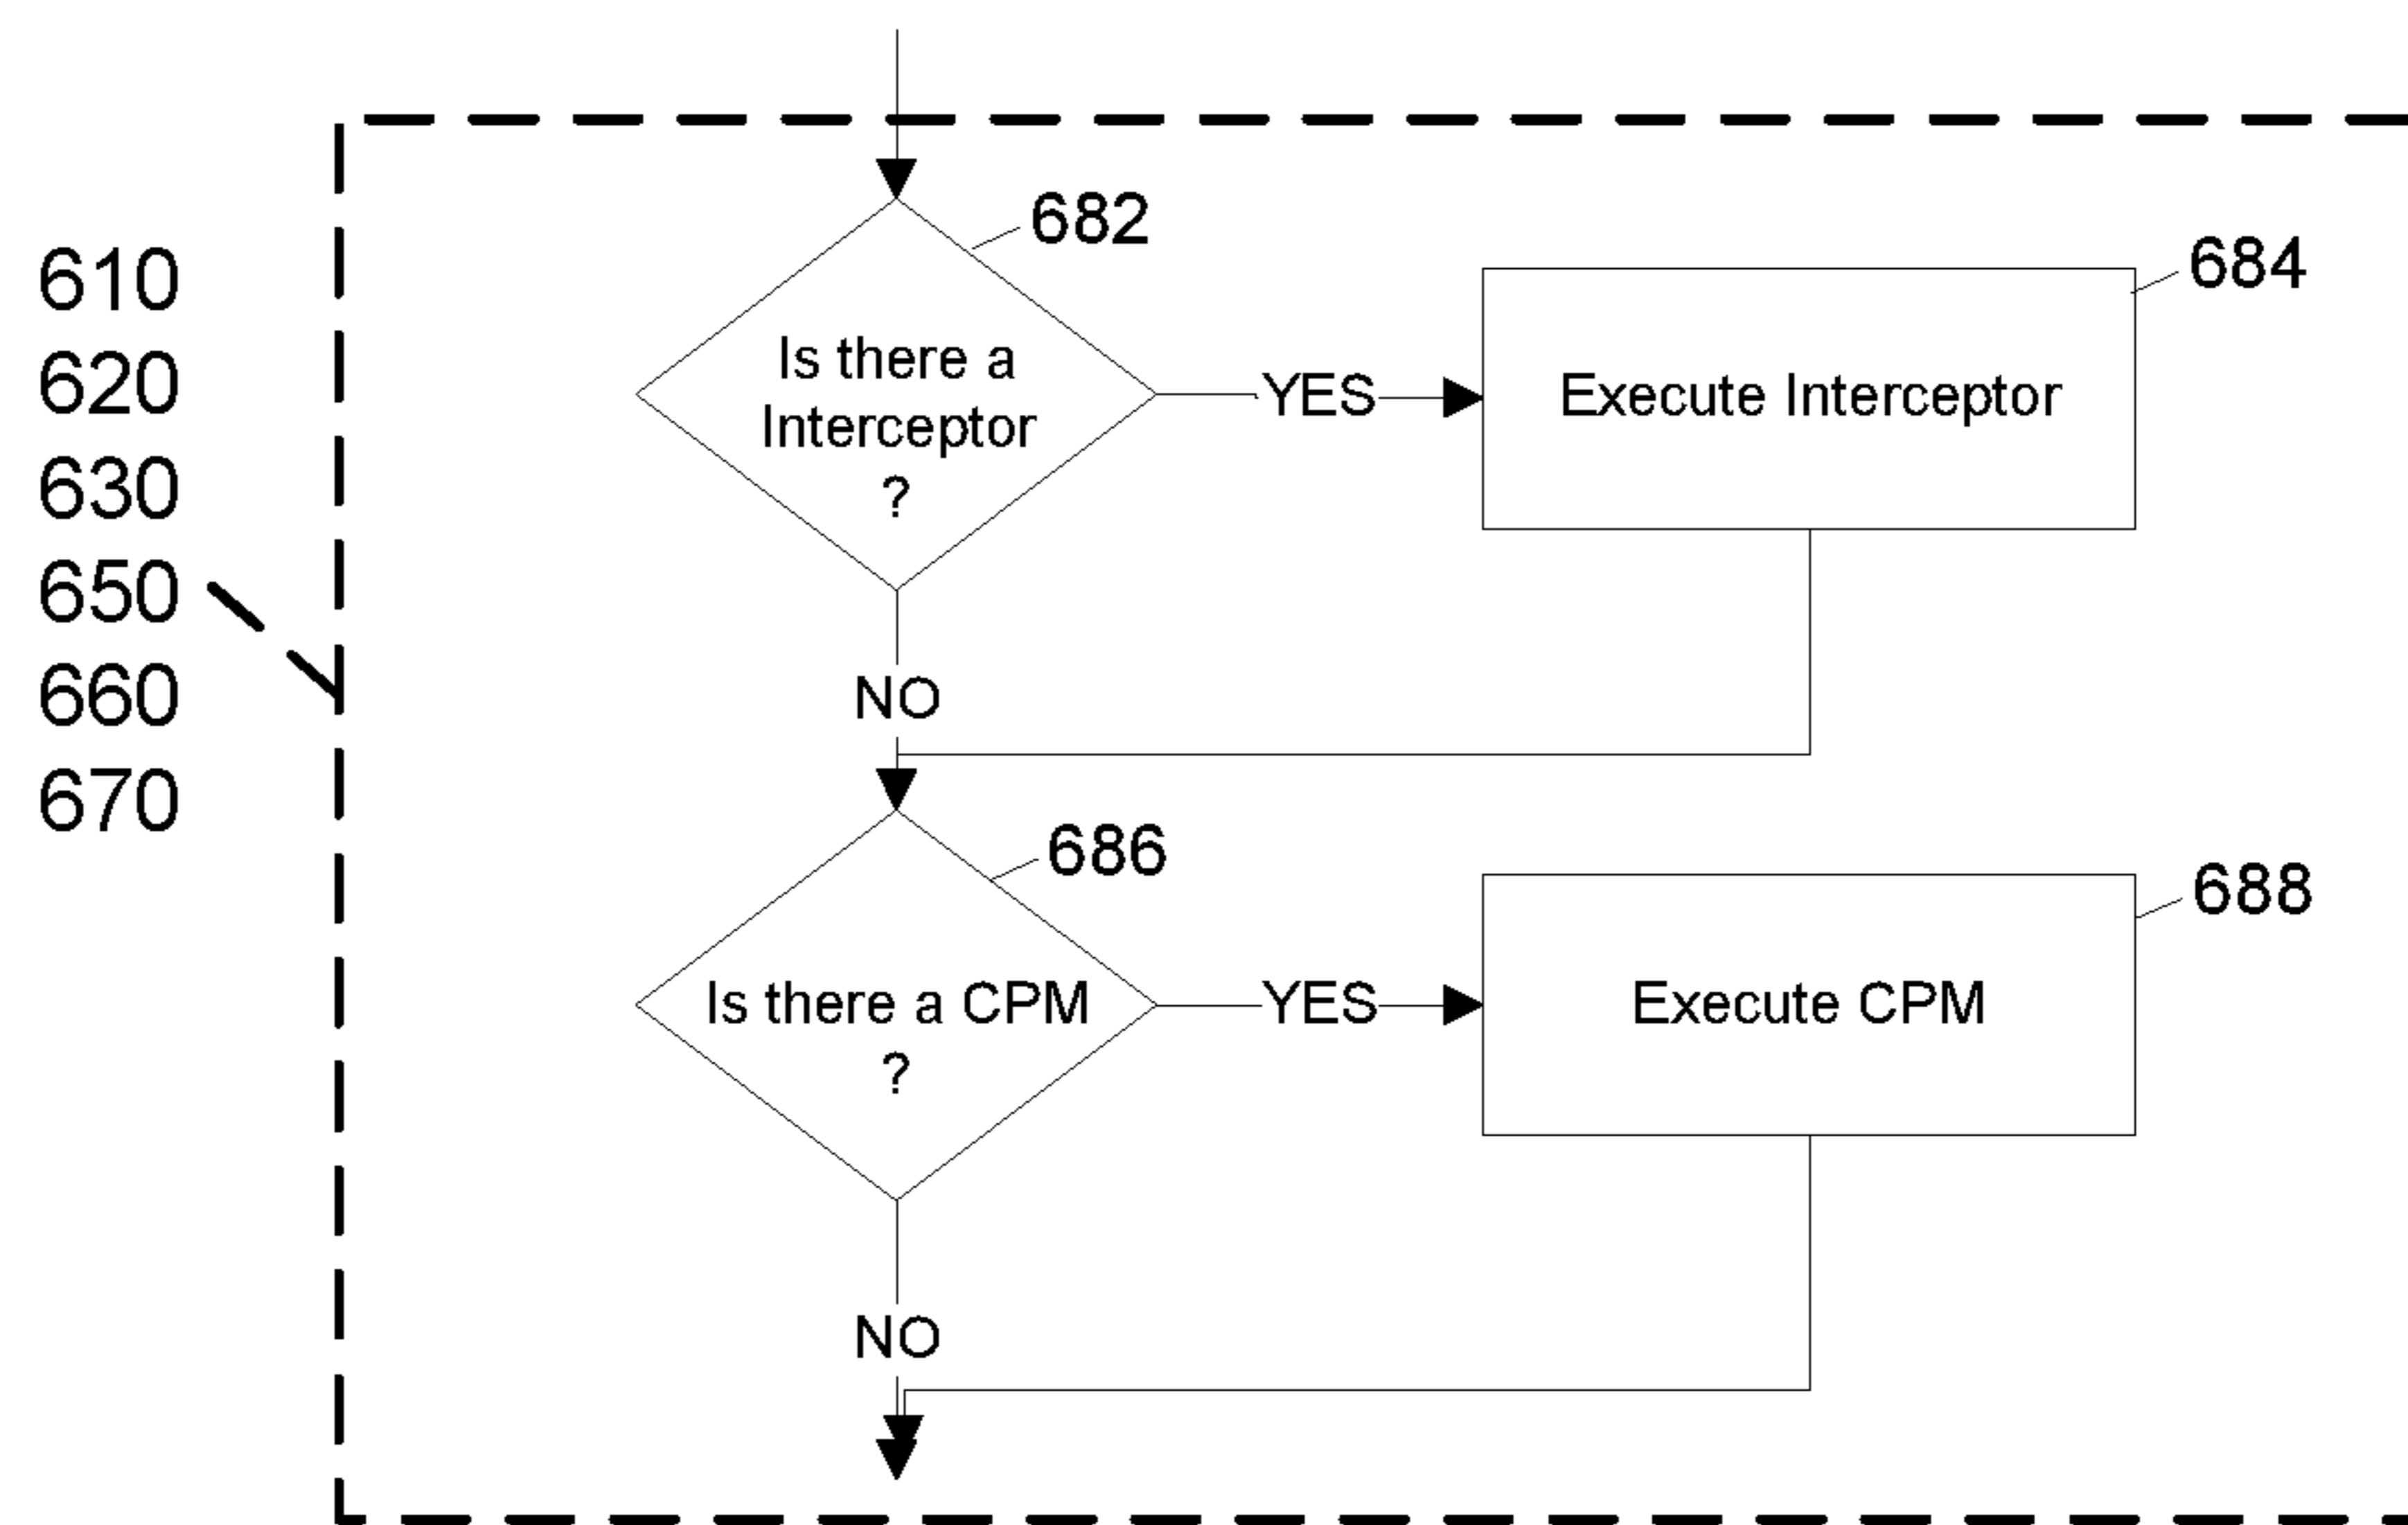 610
620
630
650
660
670
682
Is there a
Interceptor
?
YES
Execute Interceptor
684
NO
686
Is there a CPM
?
YES
Execute CPM
688
NO